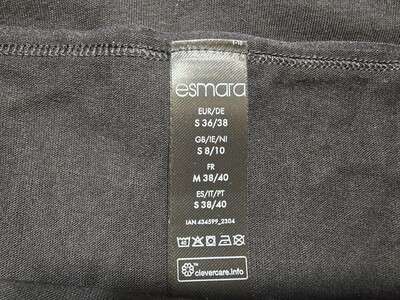 esmara
EUR/DE
S 36/38
GB/IE/NI
S 8/10
FR
M 38/40
ES/IT/PT
S 38/40
IAN 434599_2304
clevercare.info